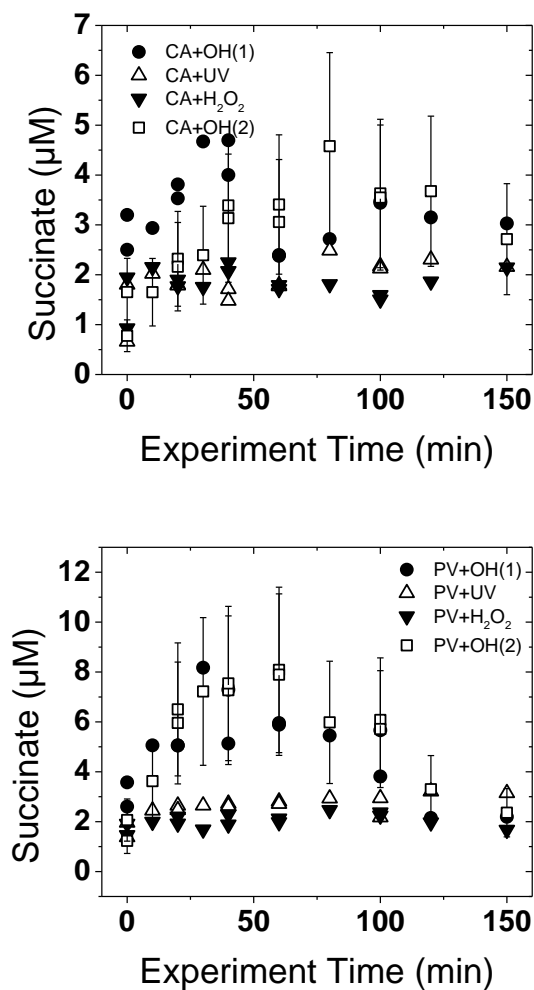 7
6
5
4
3
2
1
0
Succinate (μM)
CA+OH(1)
CA+UV
CA+H₂O₂
CA+OH(2)
0
50
100
150
Experiment Time (min)
12
10
8
6
4
2
0
Succinate (μM)
PV+OH(1)
PV+UV
PV+H₂O₂
PV+OH(2)
0
50
100
150
Experiment Time (min)